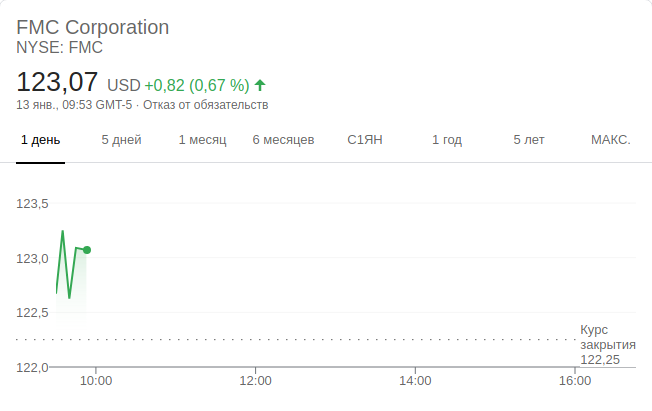 FMC Corporation
NYSE: FMC
123,07 USD +0,82 (0,67 %)
13 янв., 09:53 GMT-5 · Отказ от обязательств
1 день 5 дней 1 месяц 6 месяцев С1ЯН 1 год 5 лет МАКС.
123,5
123,0
122,5
Курс
закрытия
122,25
122,0
10:00 12:00 14:00 16:00